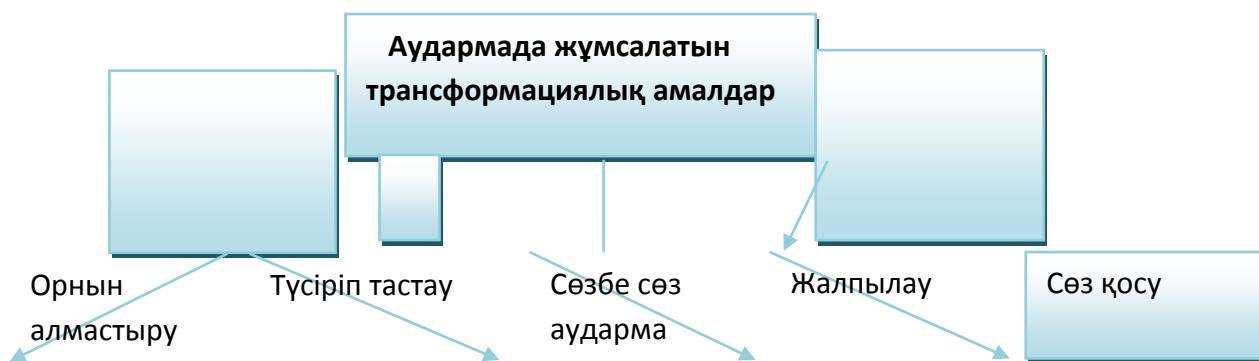 Аудармада жұмсалатын
трансформациялық амалдар
Орнын
алмастыру
Түсіріп тастау
Сөзбе сөз
аударма
Жалпылау
Сөз қосу